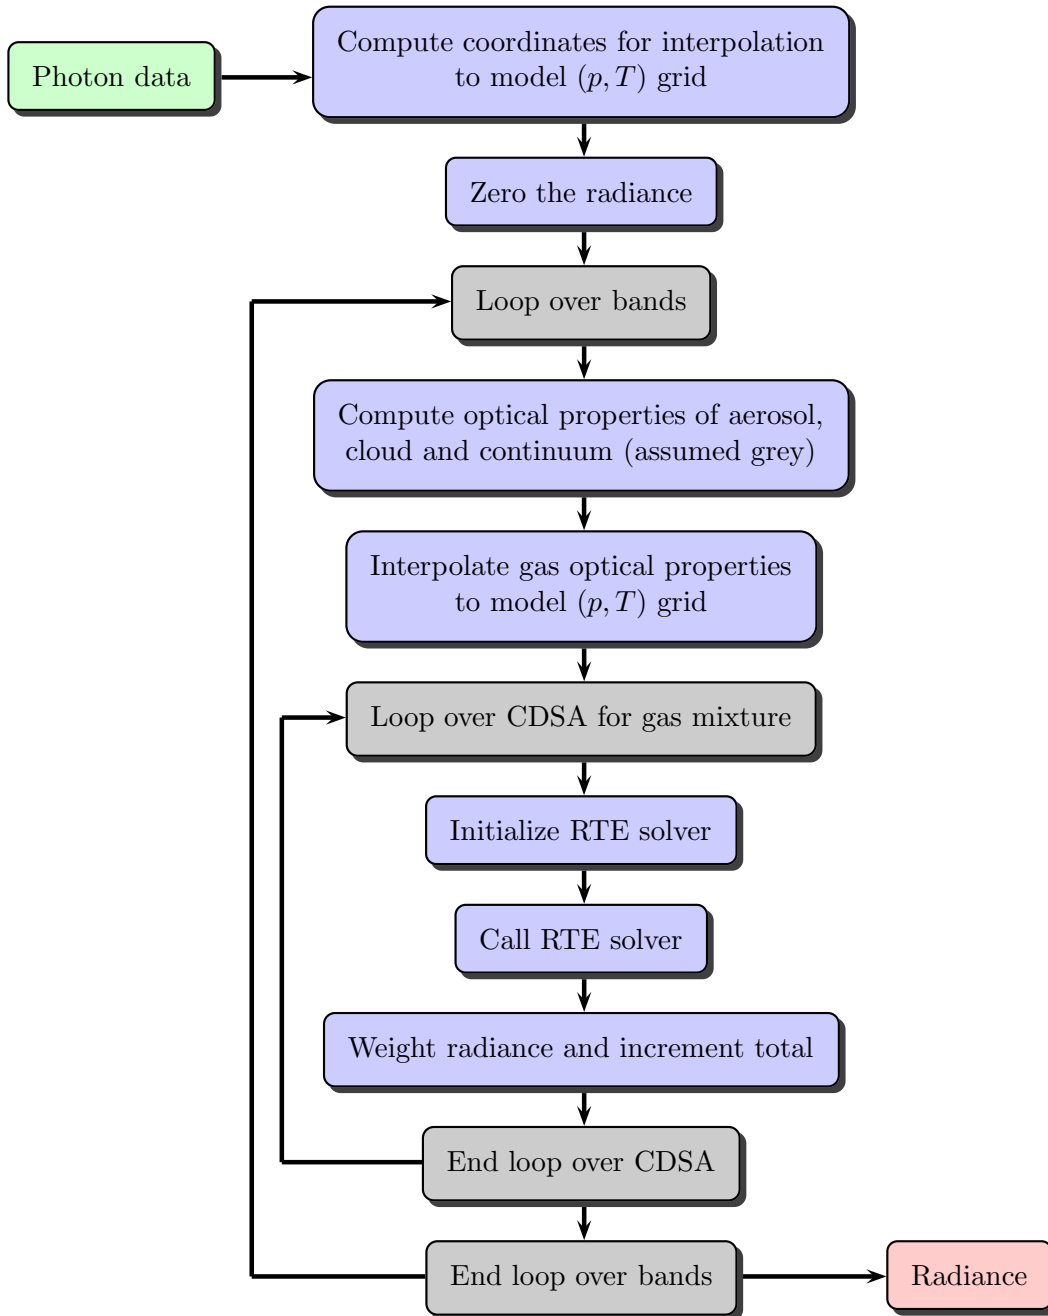 Photon data
Compute coordinates for interpolation
to model (p, T) grid
Zero the radiance
Loop over bands
Compute optical properties of aerosol,
cloud and continuum (assumed grey)
Interpolate gas optical properties
to model (p, T) grid
Loop over CDSA for gas mixture
Initialize RTE solver
Call RTE solver
Weight radiance and increment total
End loop over CDSA
End loop over bands
Radiance